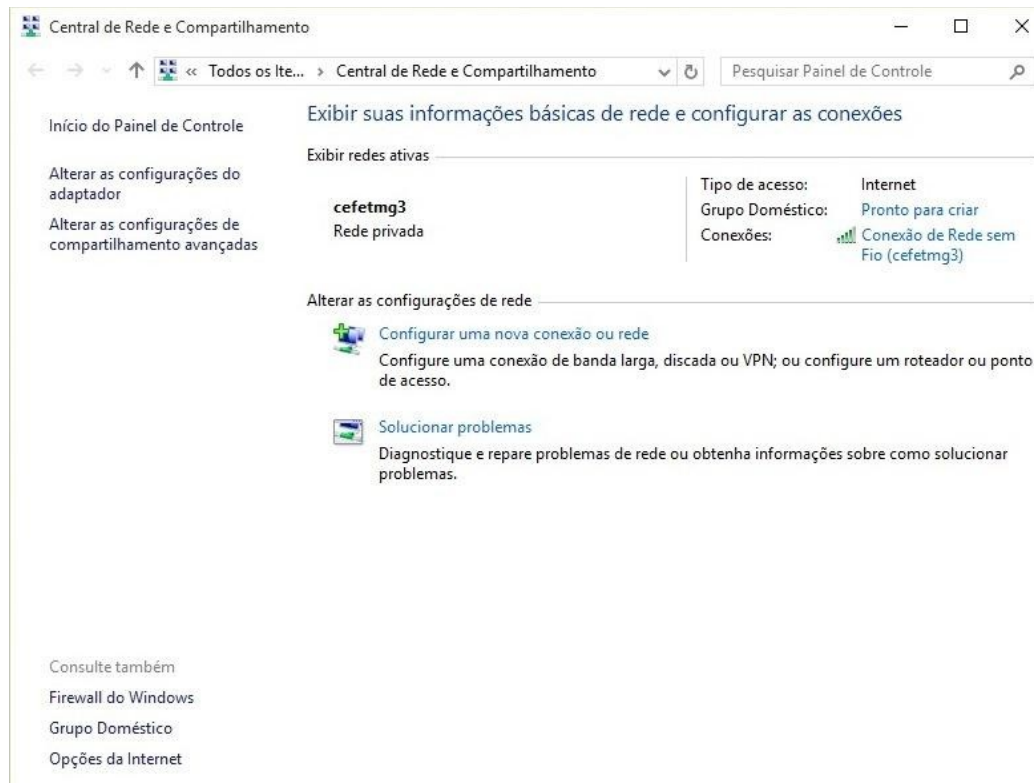 Central de Rede e Compartilhamento
« Todos os Ite... › Central de Rede e Compartilhamento
Pesquisar Painel de Controle
Início do Painel de Controle
Alterar as configurações do
adaptador
Alterar as configurações de
compartilhamento avançadas
Exibir suas informações básicas de rede e configurar as conexões
Exibir redes ativas
cefetmg3
Rede privada
Tipo de acesso: Internet
Grupo Doméstico: Pronto para criar
Conexões: Conexão de Rede sem
Fio (cefetmg3)
Alterar as configurações de rede
Configurar uma nova conexão ou rede
Configure uma conexão de banda larga, discada ou VPN; ou configure um roteador ou ponto
de acesso.
Solucionar problemas
Diagnostique e repare problemas de rede ou obtenha informações sobre como solucionar
problemas.
Consulte também
Firewall do Windows
Grupo Doméstico
Opções da Internet